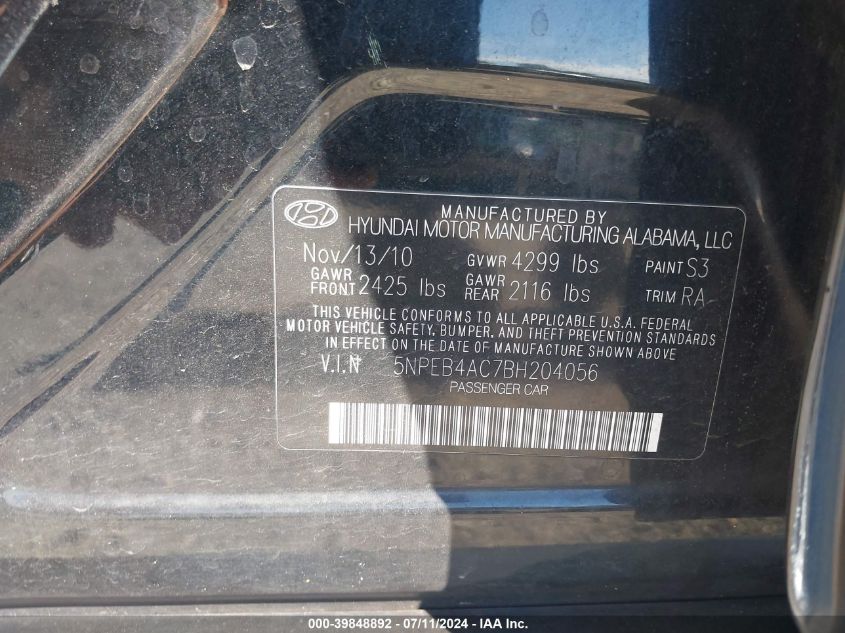 MANUFACTURED BY
HYUNDAI MOTOR MANUFACTURING ALABAMA, LLC
Nov/13/10 GVWR 4299 lbs PAINT S3
GAWR FRONT 2425 lbs GAWR REAR 2116 lbs TRIM RA
THIS VEHICLE CONFORMS TO ALL APPLICABLE U.S.A. FEDERAL
MOTOR VEHICLE SAFETY, BUMPER, AND THEFT PREVENTION STANDARDS
IN EFFECT ON THE DATE OF MANUFACTURE SHOWN ABOVE
V.I.N 5NPEB4AC7BH204056
PASSENGER CAR
000-39848892 - 07/11/2024 - IAA Inc.